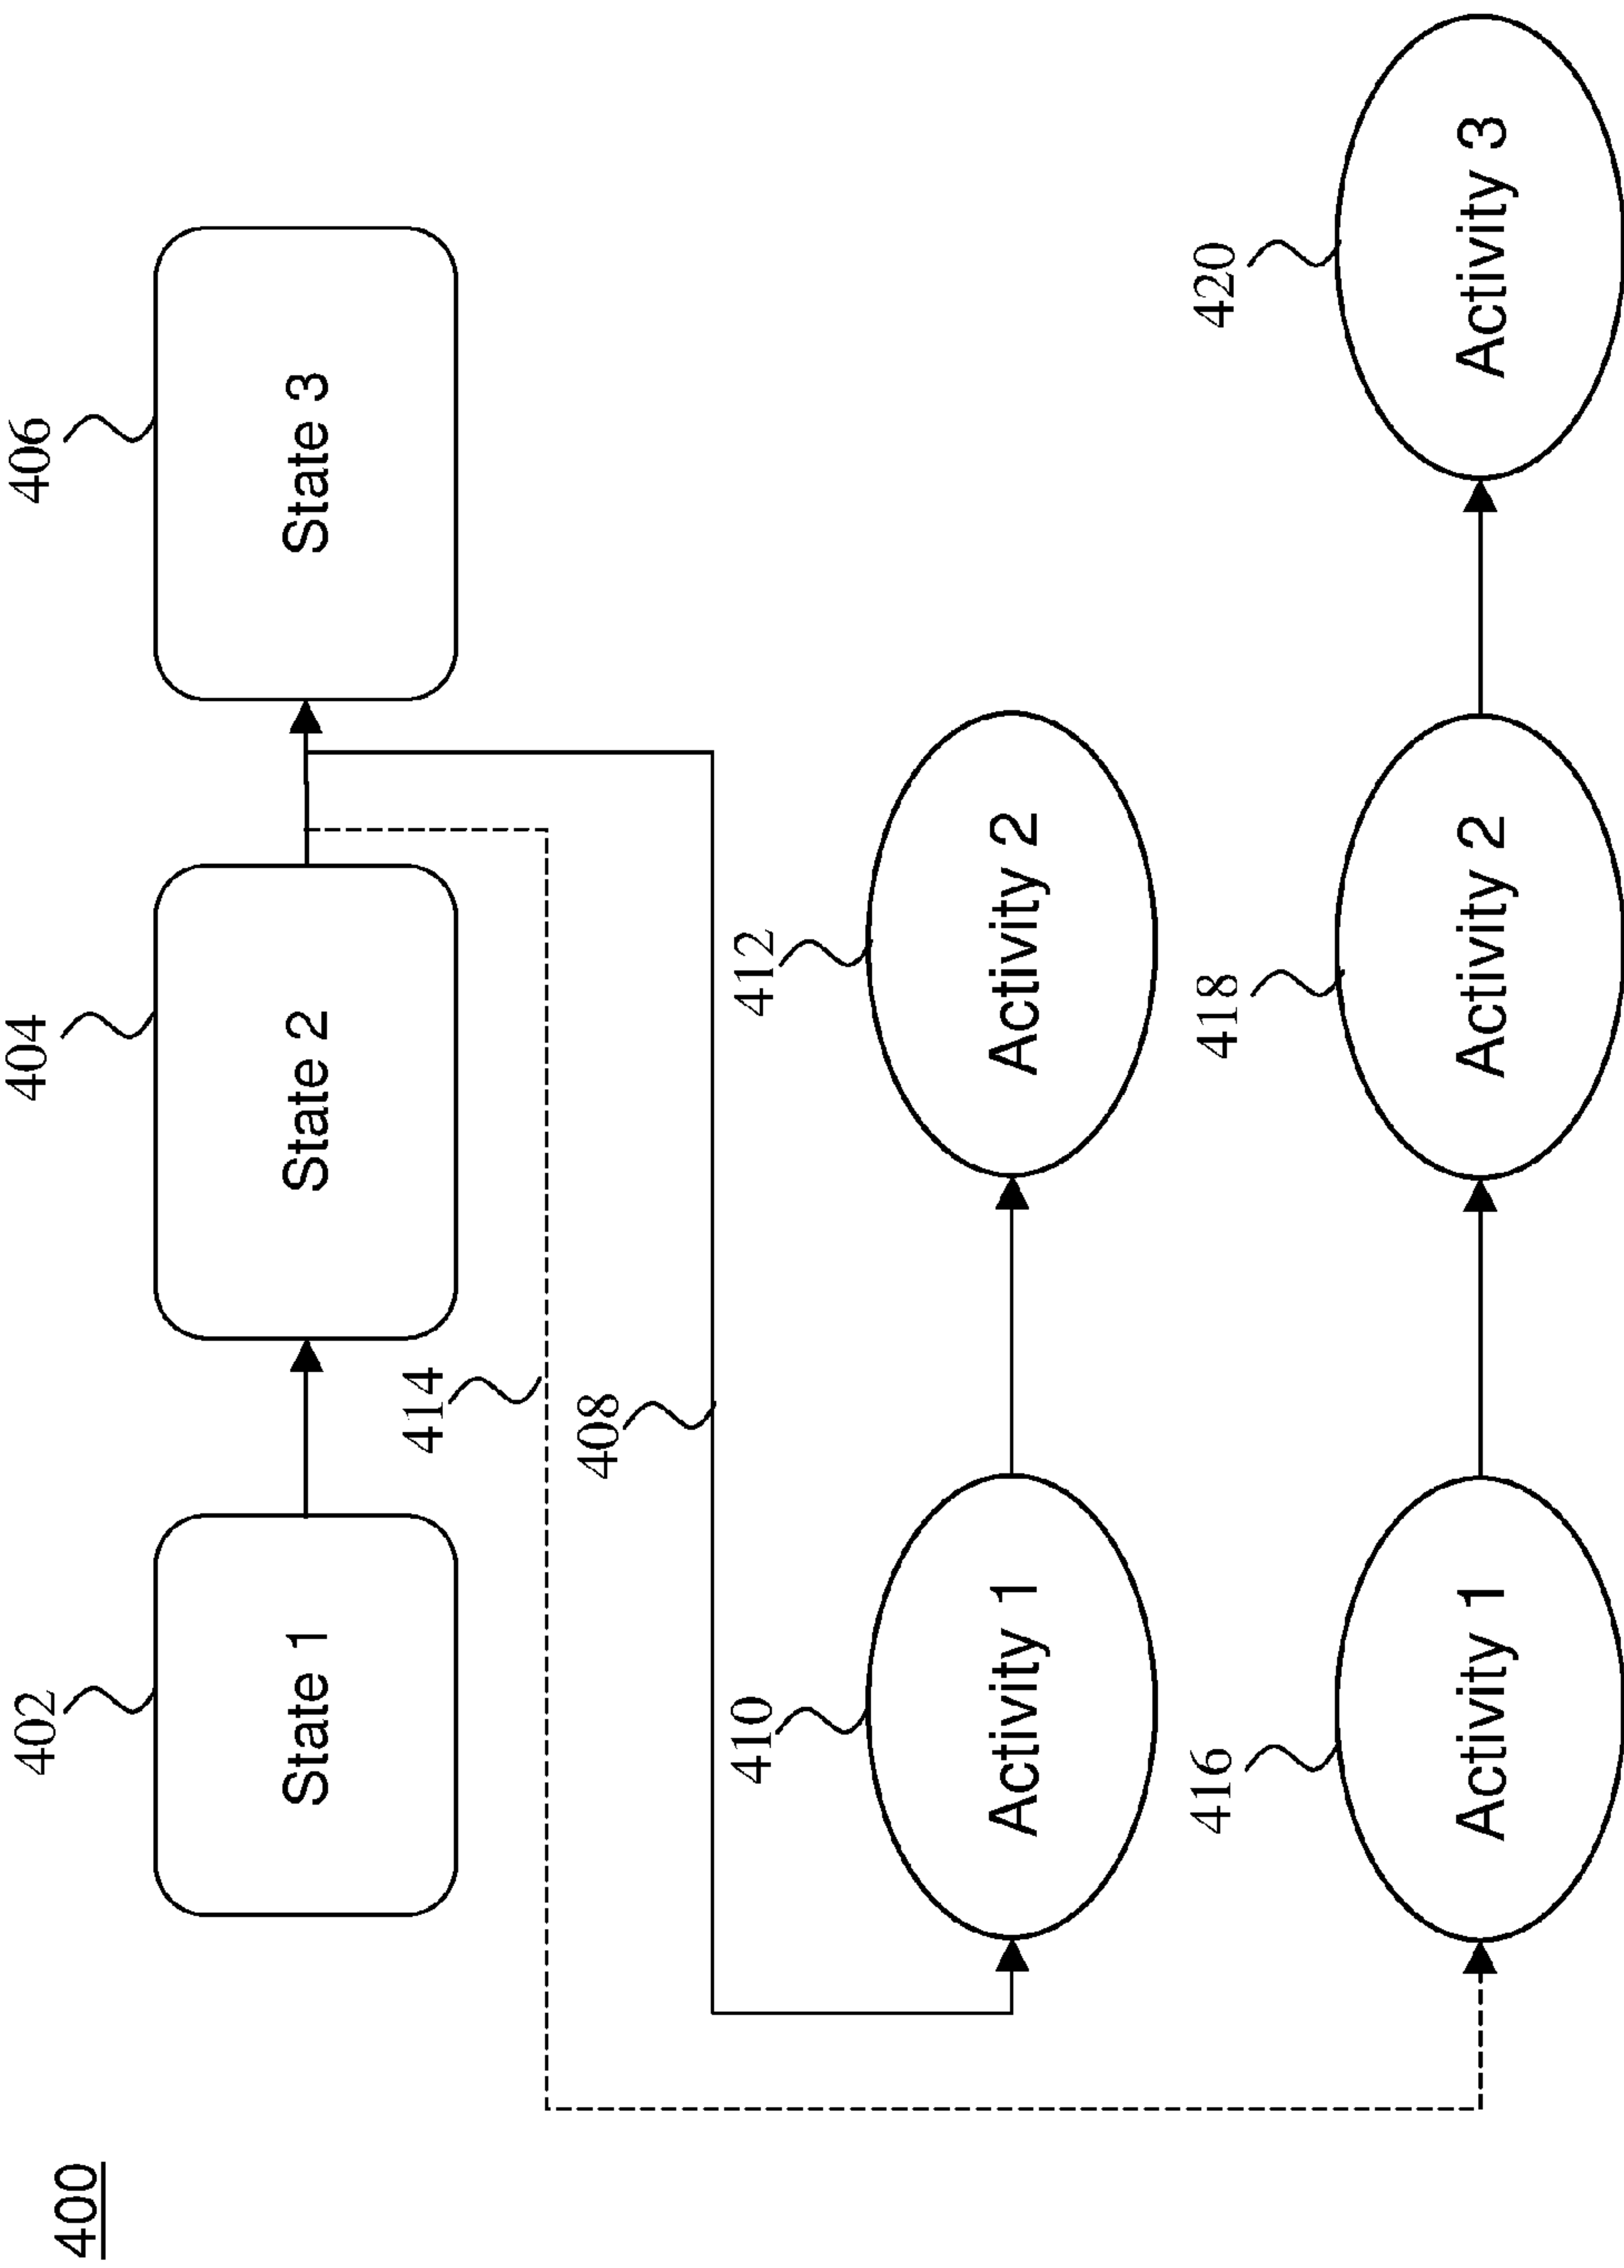 400
402
404
406
State 1
State 2
State 3
414
408
410
412
Activity 1
Activity 2
416
418
420
Activity 1
Activity 2
Activity 3